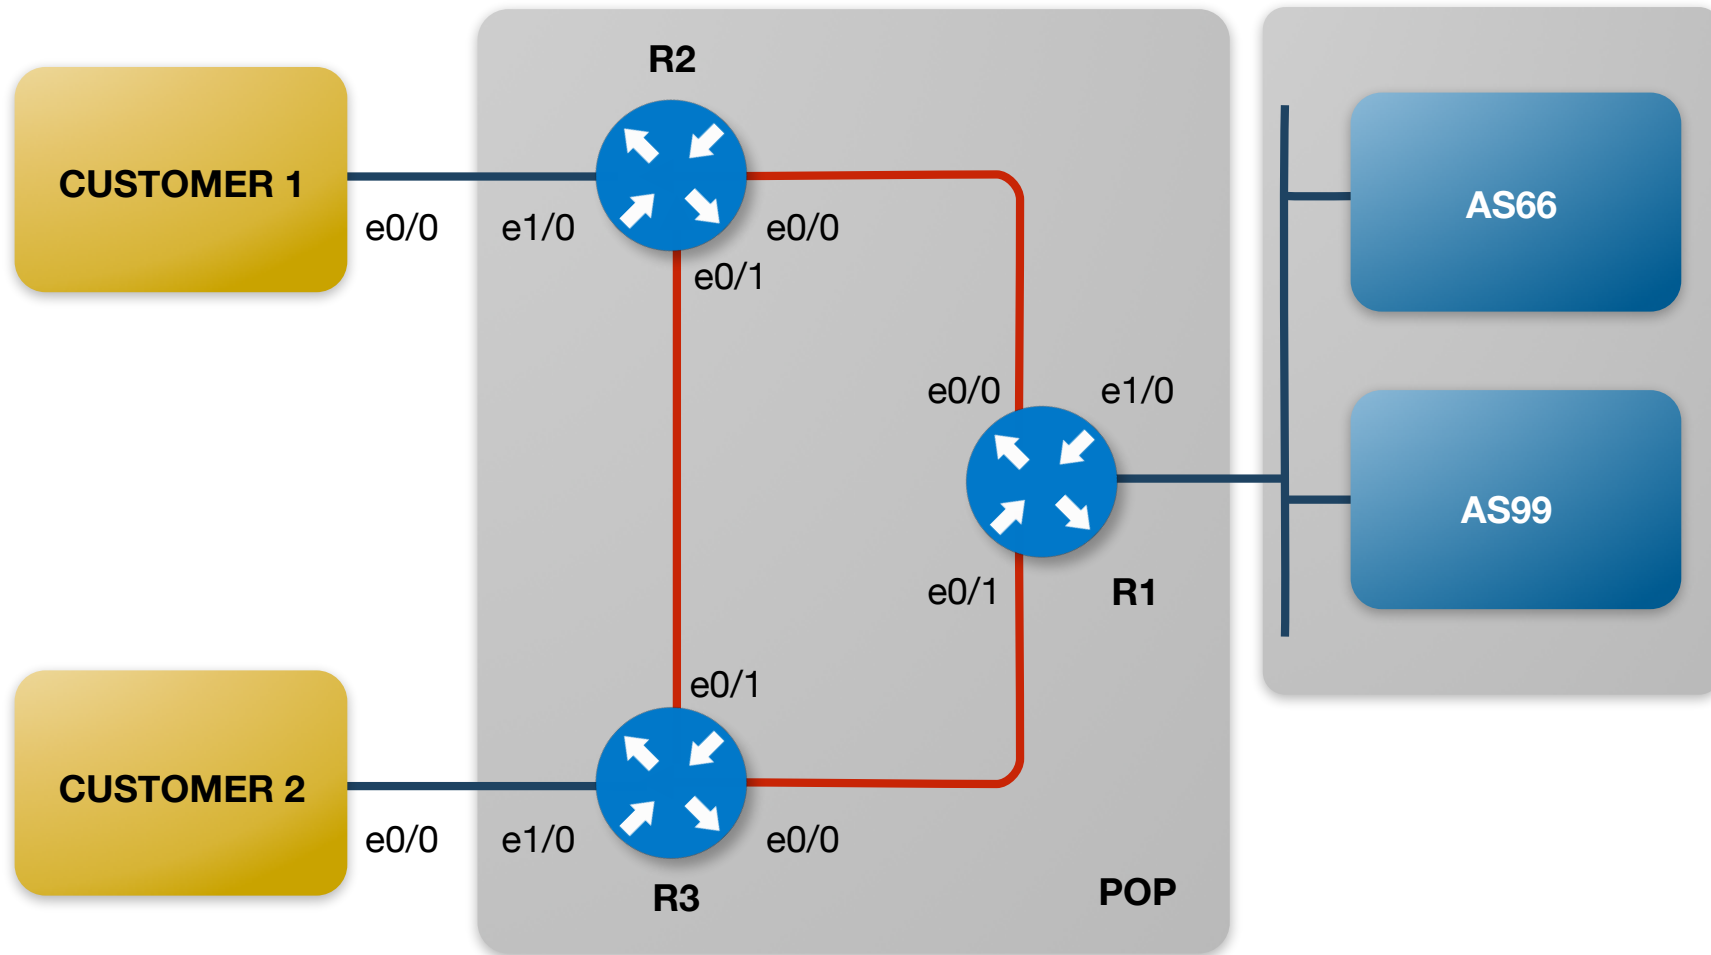 R2
CUSTOMER 1
AS66
e0/0
e1/0
e0/0
e0/1
e0/0
e1/0
AS99
e0/1
R1
e0/1
CUSTOMER 2
e0/0
e1/0
e0/0
R3
POP